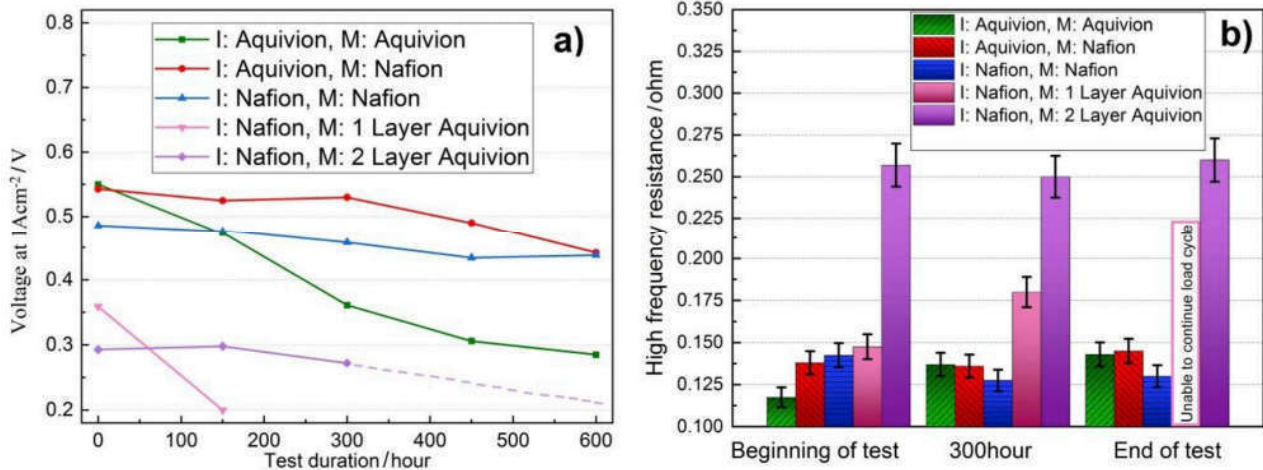 a)
I: Aquivion, M: Aquivion
I: Aquivion, M: Nafion
I: Nafion, M: Nafion
I: Nafion, M: 1 Layer Aquivion
I: Nafion, M: 2 Layer Aquivion
Voltage at 1Acm-2 / V
0.8
0.7
0.6
0.5
0.4
0.3
0.2
0 100 200 300 400 500 600
Test duration/hour
b)
I: Aquivion, M: Aquivion
I: Aquivion, M: Nafion
I: Nafion, M: Nafion
I: Nafion, M: 1 Layer Aquivion
I: Nafion, M: 2 Layer Aquivion
High frequency resistance/ohm
0.350
0.325
0.300
0.275
0.250
0.225
0.200
0.175
0.150
0.125
0.100
Unable to continue load cycle
Beginning of test 300hour End of test